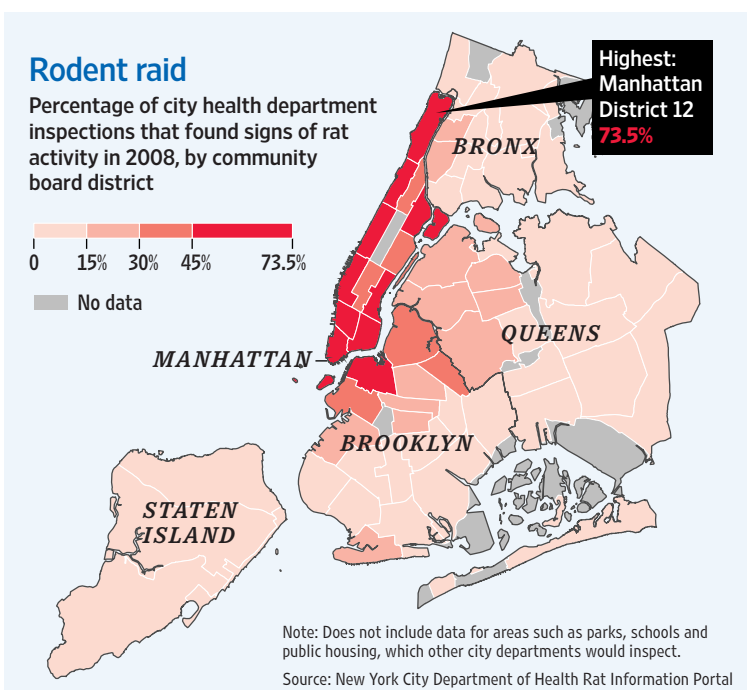 Rodent raid
Percentage of city health department
inspections that found signs of rat
activity in 2008, by community
board district
0 15% 30% 45% 73.5%
No data
Highest:
Manhattan
District 12
73.5%
BRONX
MANHATTAN
QUEENS
BROOKLYN
STATEN
ISLAND
Note: Does not include data for areas such as parks, schools and
public housing, which other city departments would inspect.
Source: New York City Department of Health Rat Information Portal